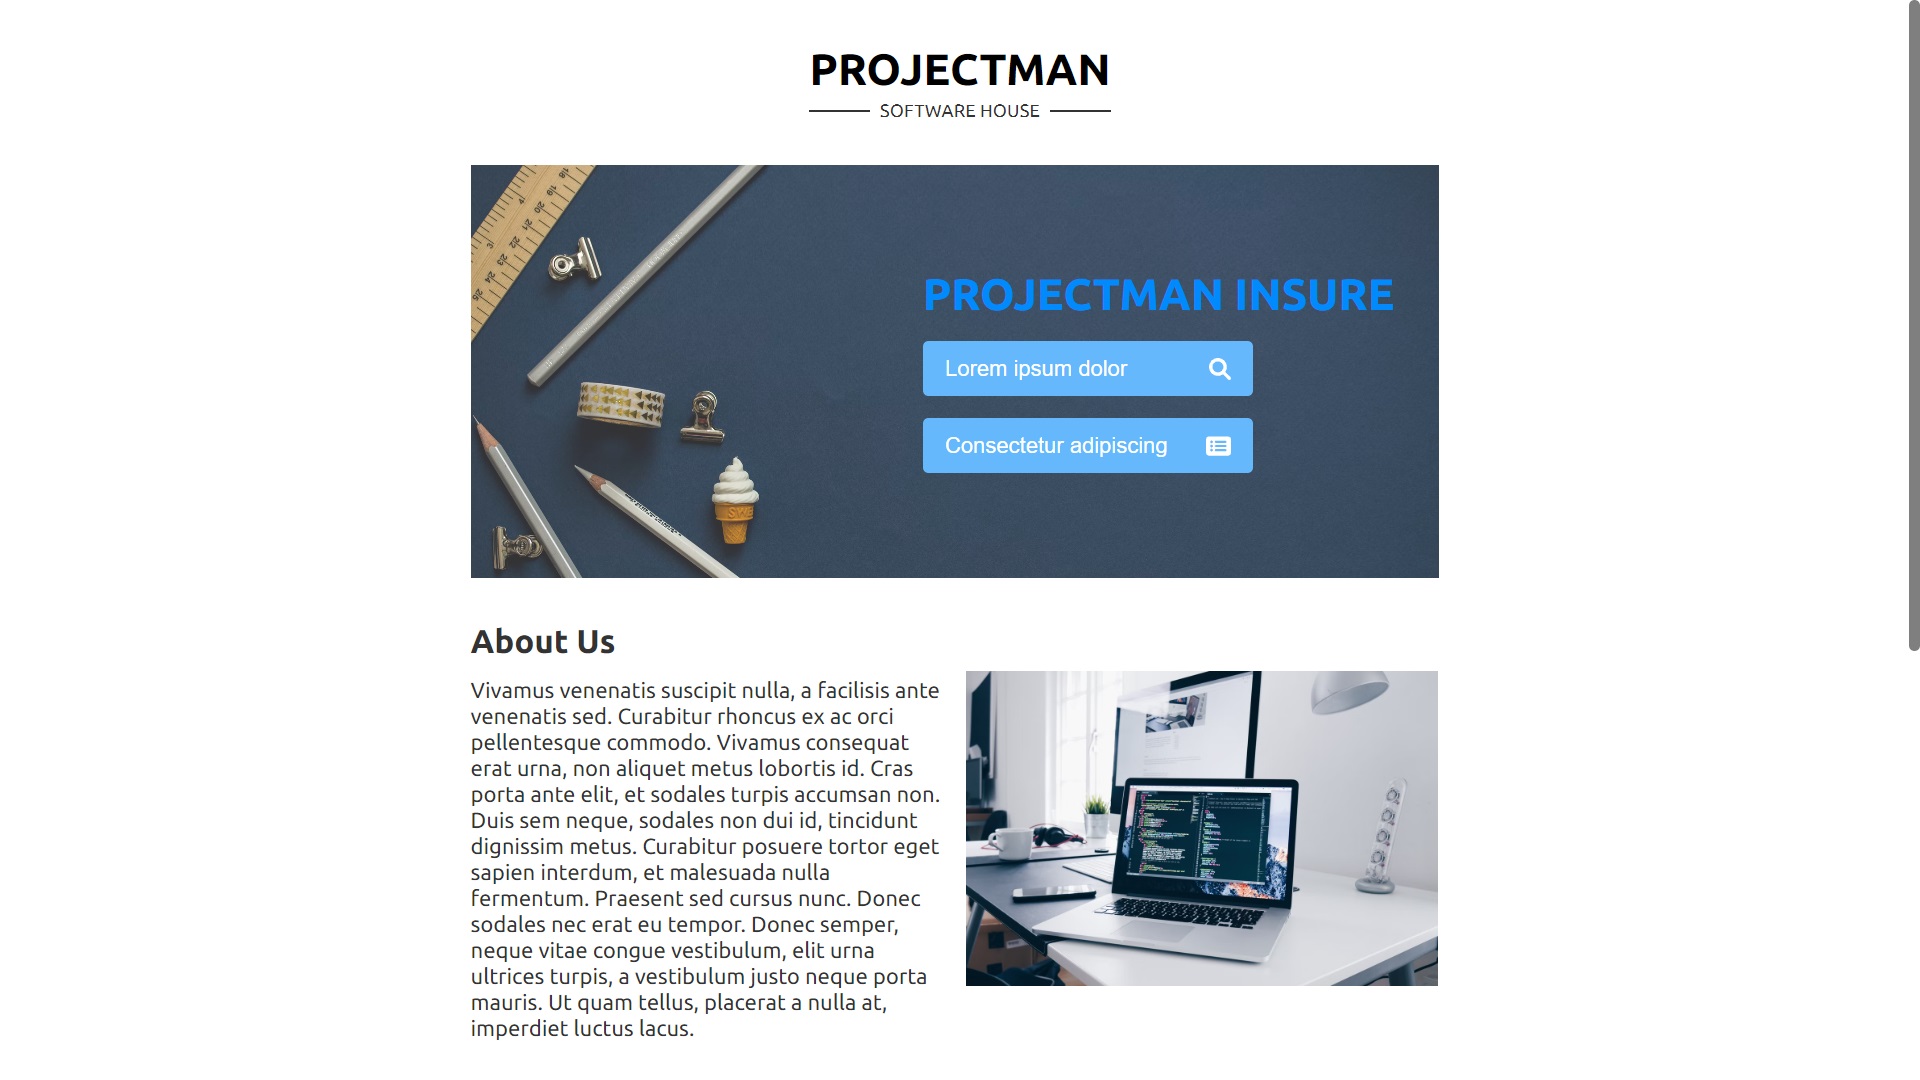 PROJECTMAN
SOFTWARE HOUSE
PROJECTMAN INSURE
Lorem ipsum dolor
Consectetur adipiscing
About Us
Vivamus venenatis suscipit nulla, a facilisis ante
venenatis sed. Curabitur rhoncus ex ac orci
pellentesque commodo. Vivamus consequat
erat urna, non aliquet metus lobortis id. Cras
porta ante elit, et sodales turpis accumsan non.
Duis sem neque, sodales non dui id, tincidunt
dignissim metus. Curabitur posuere tortor eget
sapien interdum, et malesuada nulla
fermentum. Praesent sed cursus nunc. Donec
sodales nec erat eu tempor. Donec semper,
neque vitae congue vestibulum, elit urna
ultrices turpis, a vestibulum justo neque porta
mauris. Ut quam tellus, placerat a nulla at,
imperdiet luctus lacus.